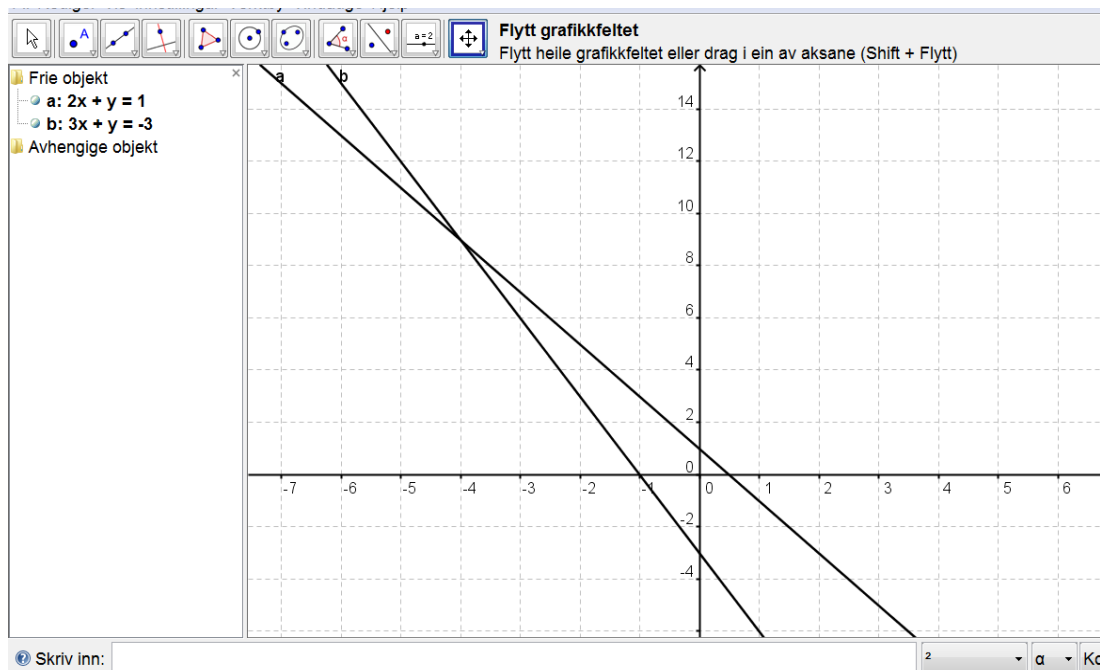 Flytt grafikkfeltet
Flytt heile grafikkfeltet eller drag i ein av aksane (Shift + Flytt)
A
α
a=2
Frie objekt
a: 2x + y = 1
b: 3x + y = -3
Avhengige objekt
a
b
14
12
10
8
6
4
2
0
-7 -6 -5 -4 -3 -2 -1 0 1 2 3 4 5 6
-2
-4
Skriv inn:
2
α